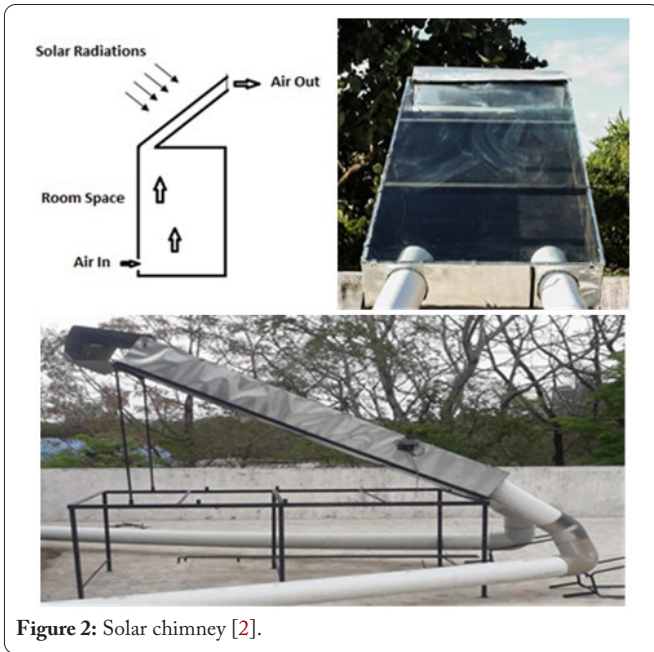 Solar Radiations
Air Out
Room Space
Air In
Figure 2: Solar chimney [2].